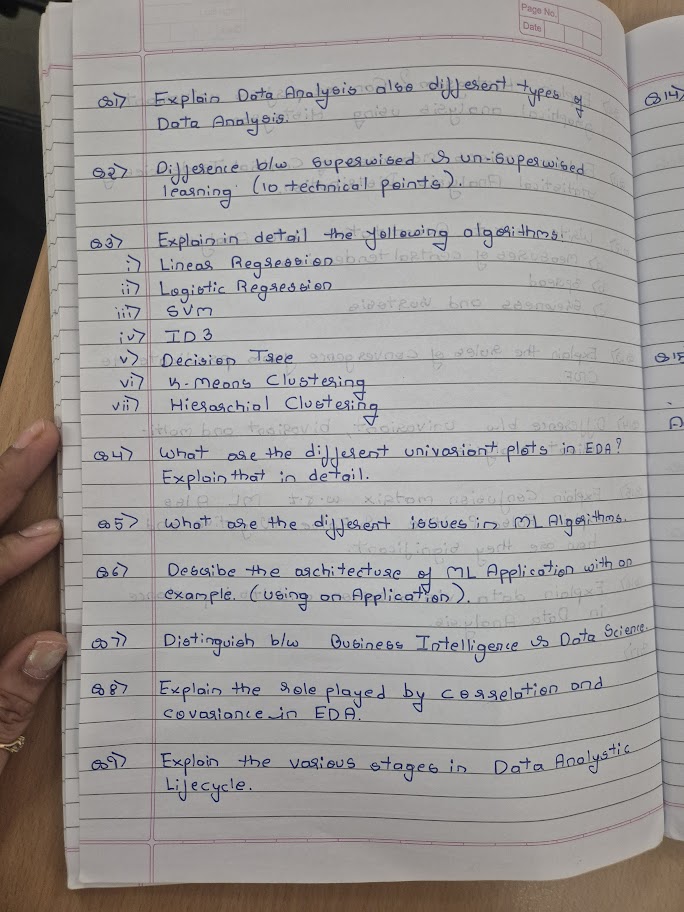 Page No.
Date
Q1) Explain Data Analysis also different types of
Data Analysis.
Q2) Difference b/w Superwised & un-superwised
learning. (10 technical points).
Q3) Explain in detail the following algorithms:
i) Linear Regression
ii) Logistic Regression
iii) SVM
iv) ID3
v) Decision Tree
vi) K-Means Clustering
vii) Hierarchial Clustering
Q4) What are the different univariant plots in EDA?
Explain that in detail.
Q5) What are the different issues in ML Algorithms.
Q6) Describe the architecture of ML Application with an
example. (using an Application).
Q7) Distinguish b/w Business Intelligence & Data Science.
Q8) Explain the role played by correlation and
covariance in EDA.
Q9) Explain the various stages in Data Analystic
Lifecycle.
Q14)